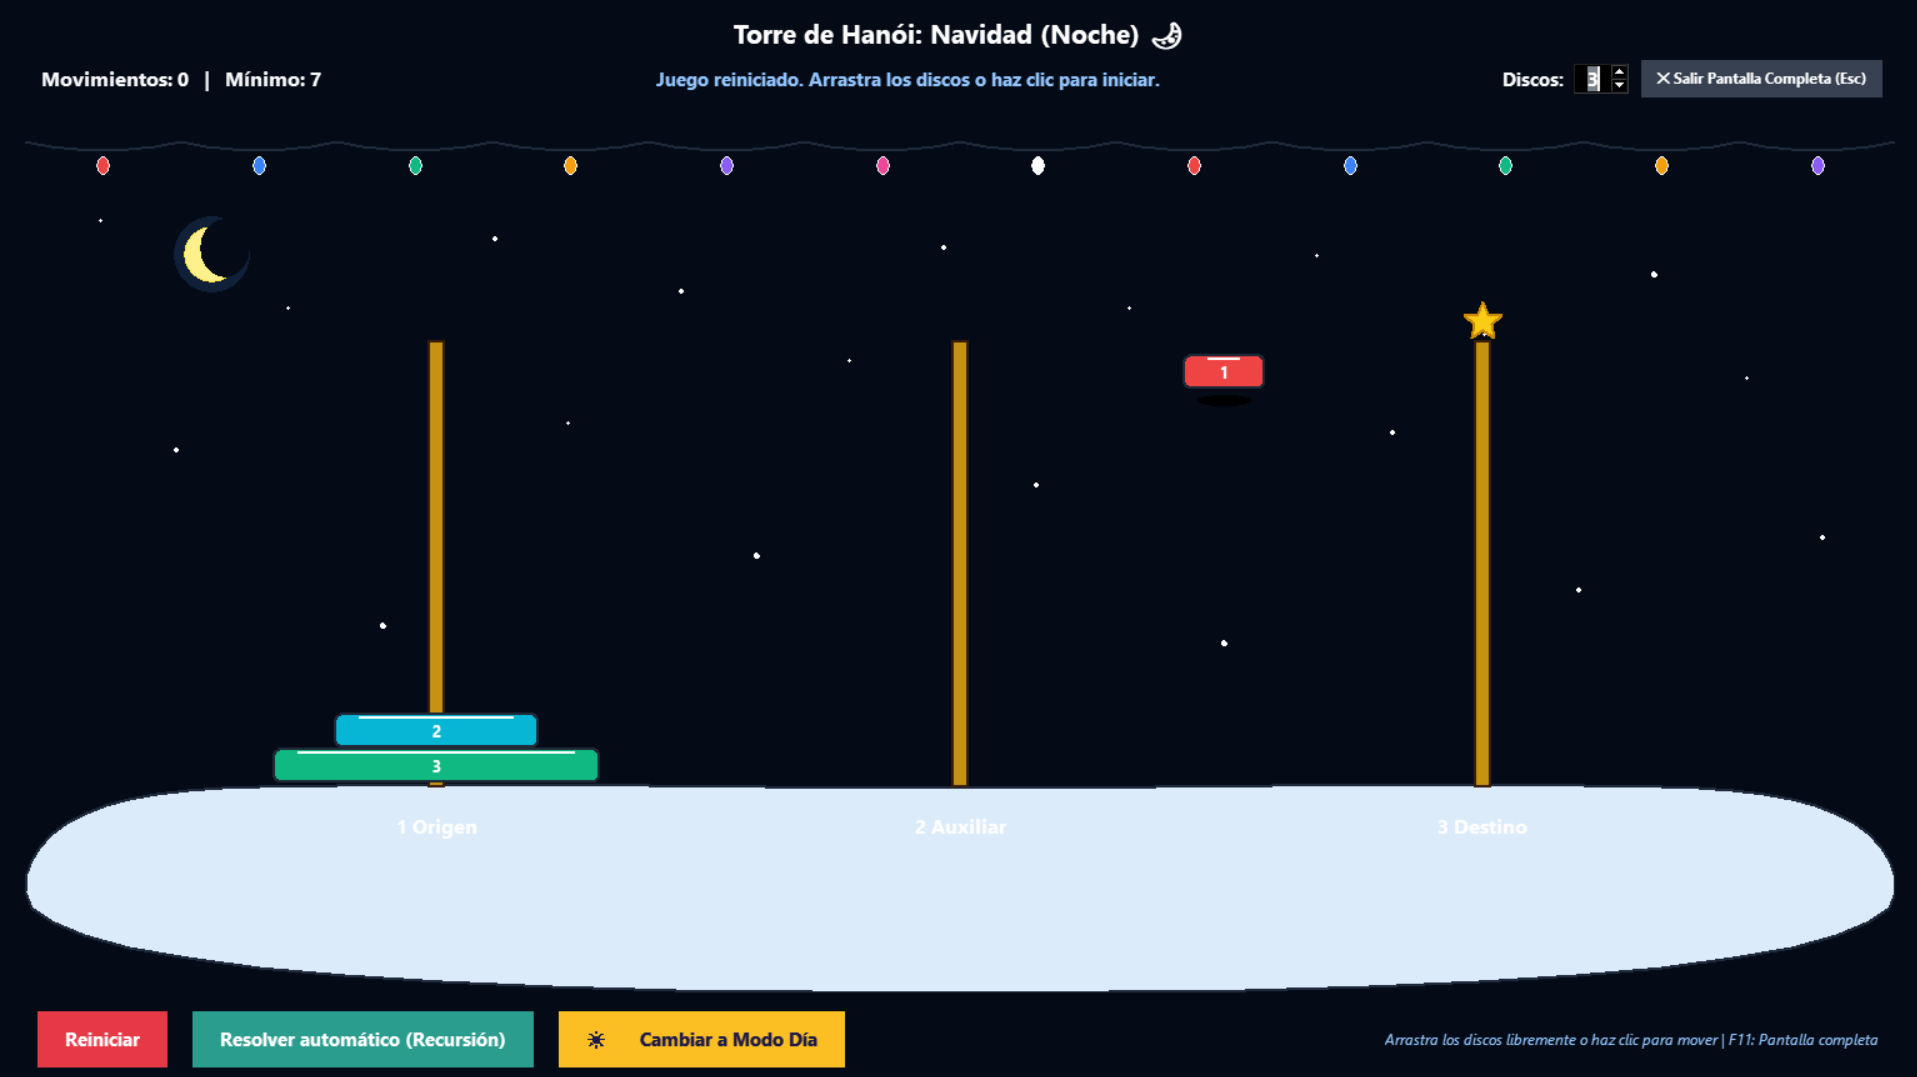 Torre de Hanói: Navidad (Noche) 🌙
Movimientos: 0 | Mínimo: 7
Juego reiniciado. Arrastra los discos o haz clic para iniciar.
Discos: 3
✕ Salir Pantalla Completa (Esc)
1
2
3
1 Origen
2 Auxiliar
3 Destino
Reiniciar
Resolver automático (Recursión)
☀ Cambiar a Modo Día
Arrastra los discos libremente o haz clic para mover | F11: Pantalla completa